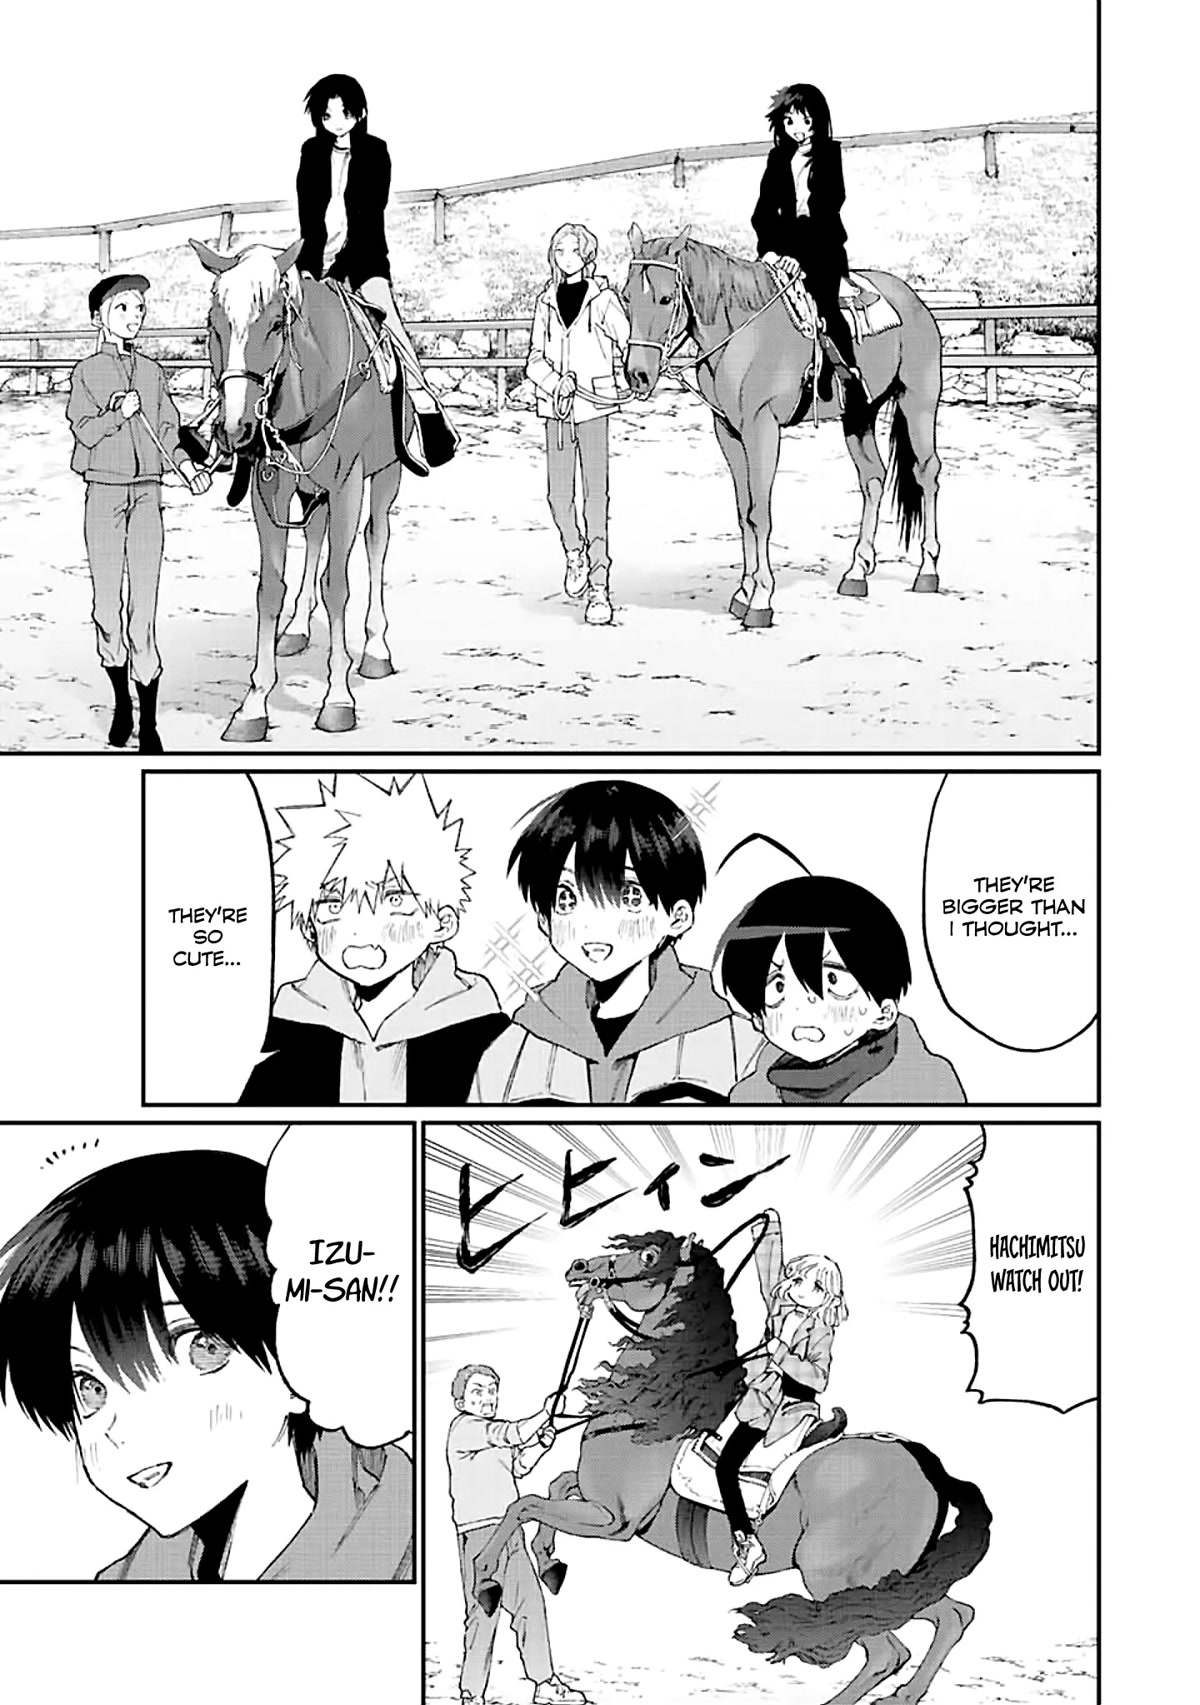 THEY'RE
BIGGER THAN
I THOUGHT...
THEY'RE
SO
CUTE...
HACHIMITSU
WATCH OUT!
ヒヒィン
IZU-
MI-SAN!!